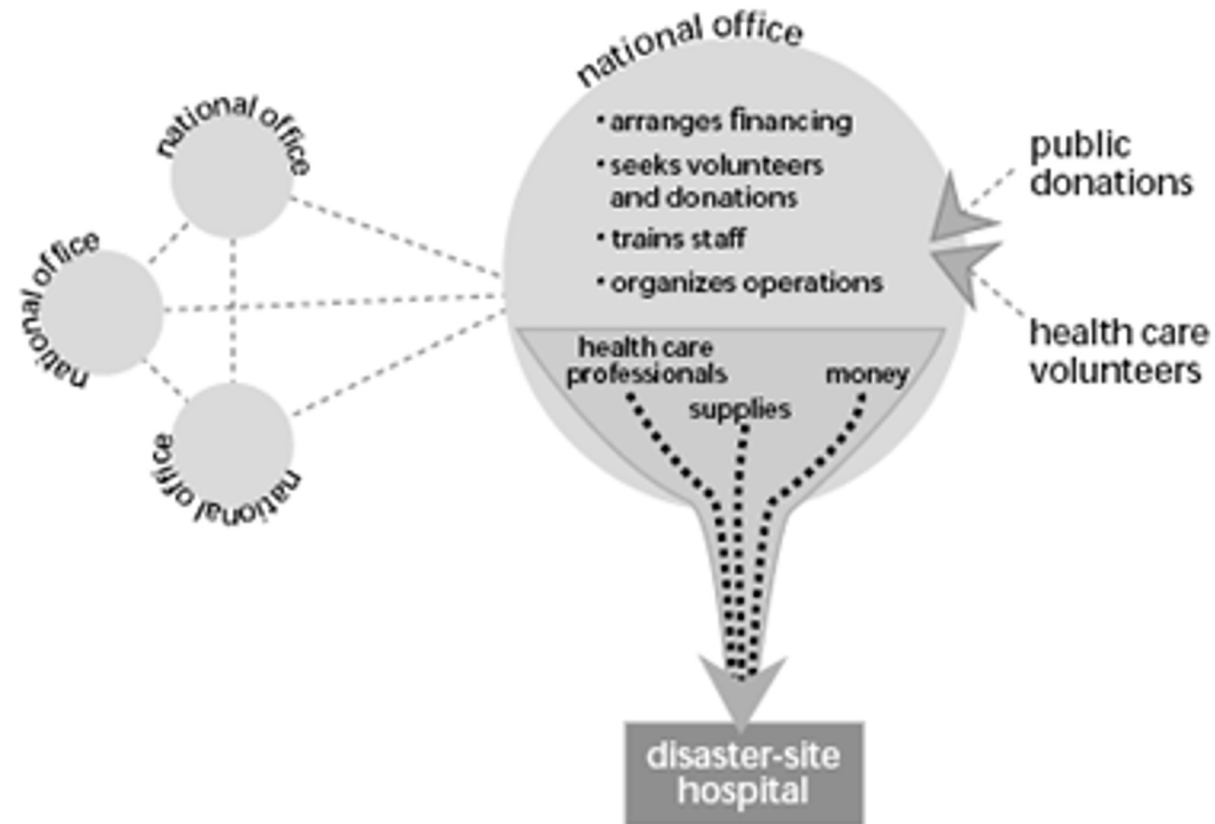 national office
national office
national office
national office
• arranges financing
• seeks volunteers
and donations
• trains staff
• organizes operations
public
donations
health care
volunteers
health care
professionals
supplies
money
disaster-site
hospital